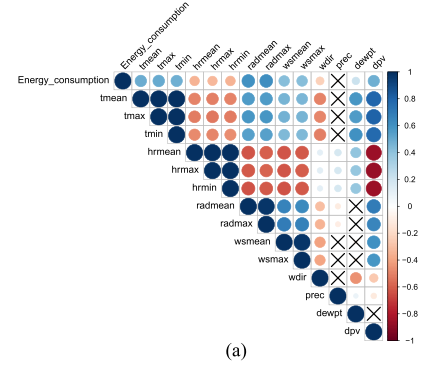 Energy_consumption
tmean
tmax
tmin
hrmean
hrmax
hrmin
radmean
radmax
wsmean
wsmax
wdir
prec
dewpt
dpv
Energy_consumption
tmean
tmax
tmin
hrmean
hrmax
hrmin
radmean
radmax
wsmean
wsmax
wdir
prec
dewpt
dpv
1
0.8
0.6
0.4
0.2
0
−0.2
−0.4
−0.6
−0.8
−1
(a)